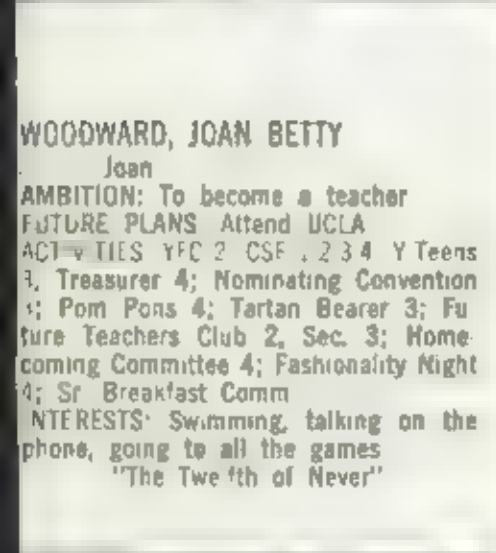 WOODWARD, JOAN BETTY
Joan
AMBITION: To become a teacher
FUTURE PLANS Attend UCLA
ACTIVITIES YFC 2 CSF 2 3 4 Y Teens
Treasurer 4; Nominating Convention
Pom Pons 4; Tartan Bearer 3; Fu
ture Teachers Club 2, Sec. 3; Home-
coming Committee 4; Fashionality Night
4; Sr Breakfast Comm
INTERESTS: Swimming, talking on the
phone, going to all the games
"The Twelfth of Never"